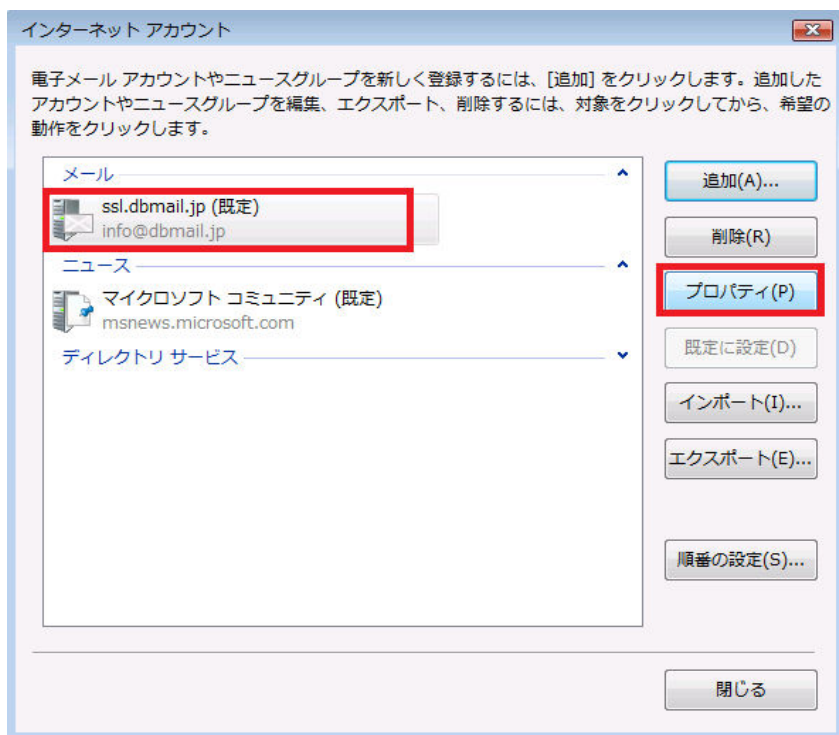 インターネット アカウント
電子メール アカウントやニュースグループを新しく登録するには、[追加] をクリックします。追加した
アカウントやニュースグループを編集、エクスポート、削除するには、対象をクリックしてから、希望の
動作をクリックします。
メール
ssl.dbmail.jp (既定)
info@dbmail.jp
ニュース
マイクロソフト コミュニティ (既定)
msnews.microsoft.com
ディレクトリ サービス
追加(A)...
削除(R)
プロパティ(P)
既定に設定(D)
インポート(I)...
エクスポート(E)...
順番の設定(S)...
閉じる